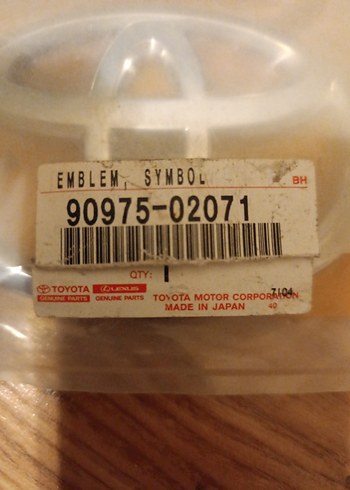 EMBLEM, SYMBOL
BH
90975-02071
QTY: 1
TOYOTA
GENUINE PARTS
LEXUS
GENUINE PARTS
7104
TOYOTA MOTOR CORPORATION
MADE IN JAPAN
40